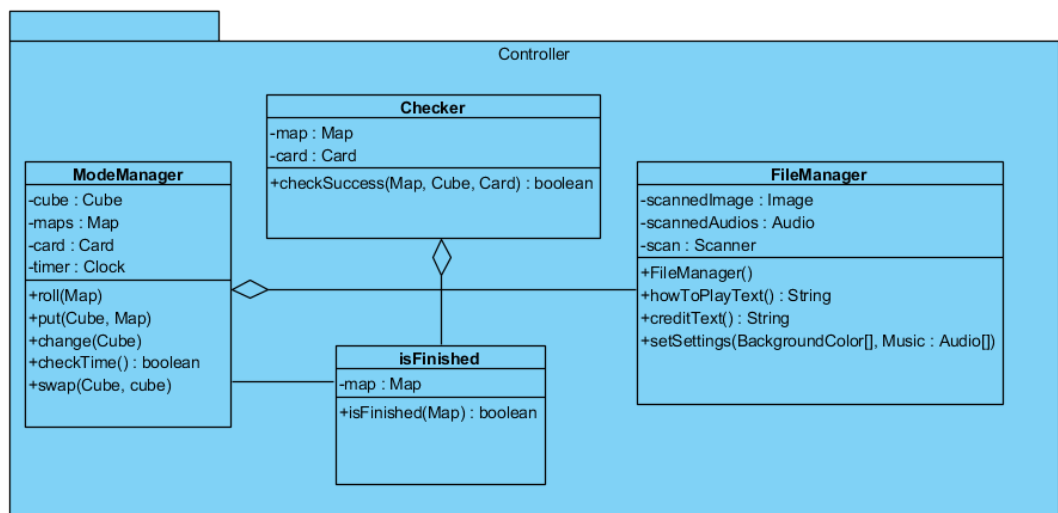 Controller
Checker
-map : Map
-card : Card
+checkSuccess(Map, Cube, Card) : boolean
ModeManager
-cube : Cube
-maps : Map
-card : Card
-timer : Clock
+roll(Map)
+put(Cube, Map)
+change(Cube)
+checkTime() : boolean
+swap(Cube, cube)
FileManager
-scannedImage : Image
-scannedAudios : Audio
-scan : Scanner
+FileManager()
+howToPlayText() : String
+creditText() : String
+setSettings(BackgroundColor[], Music : Audio[])
isFinished
-map : Map
+isFinished(Map) : boolean